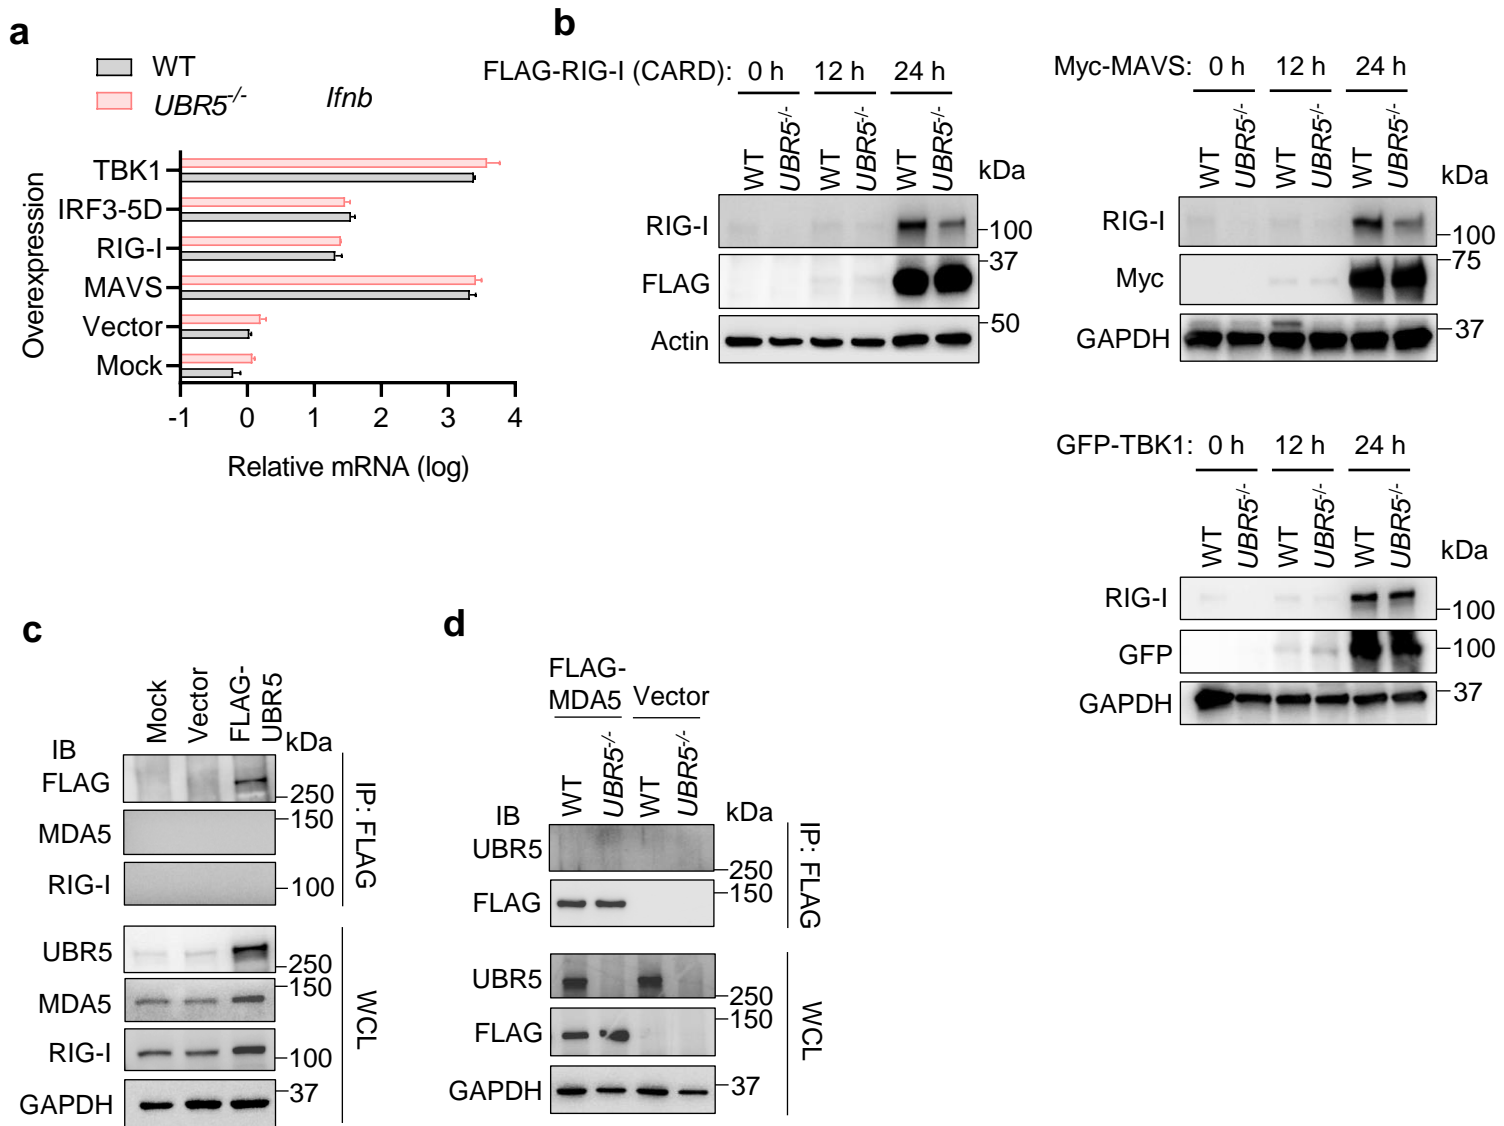 a
WT
UBR5-/-
Ifnb
Overexpression
TBK1
IRF3-5D
RIG-I
MAVS
Vector
Mock
-1 0 1 2 3 4
Relative mRNA (log)
b
FLAG-RIG-I (CARD): 0 h 12 h 24 h
WT UBR5-/- WT UBR5-/- WT UBR5-/-
kDa
RIG-I 100
37
FLAG
50
Actin
Myc-MAVS: 0 h 12 h 24 h
WT UBR5-/- WT UBR5-/- WT UBR5-/-
kDa
RIG-I 100
75
Myc
GAPDH 37
GFP-TBK1: 0 h 12 h 24 h
WT UBR5-/- WT UBR5-/- WT UBR5-/-
kDa
RIG-I 100
GFP 100
GAPDH 37
c
Mock Vector FLAG-UBR5
IB kDa
FLAG 250
MDA5 150
RIG-I 100
IP: FLAG
UBR5 250
MDA5 150
RIG-I 100
GAPDH 37
WCL
d
FLAG-
MDA5 Vector
WT UBR5-/- WT UBR5-/-
IB kDa
UBR5 250
FLAG 150
IP: FLAG
UBR5 250
FLAG 150
GAPDH 37
WCL